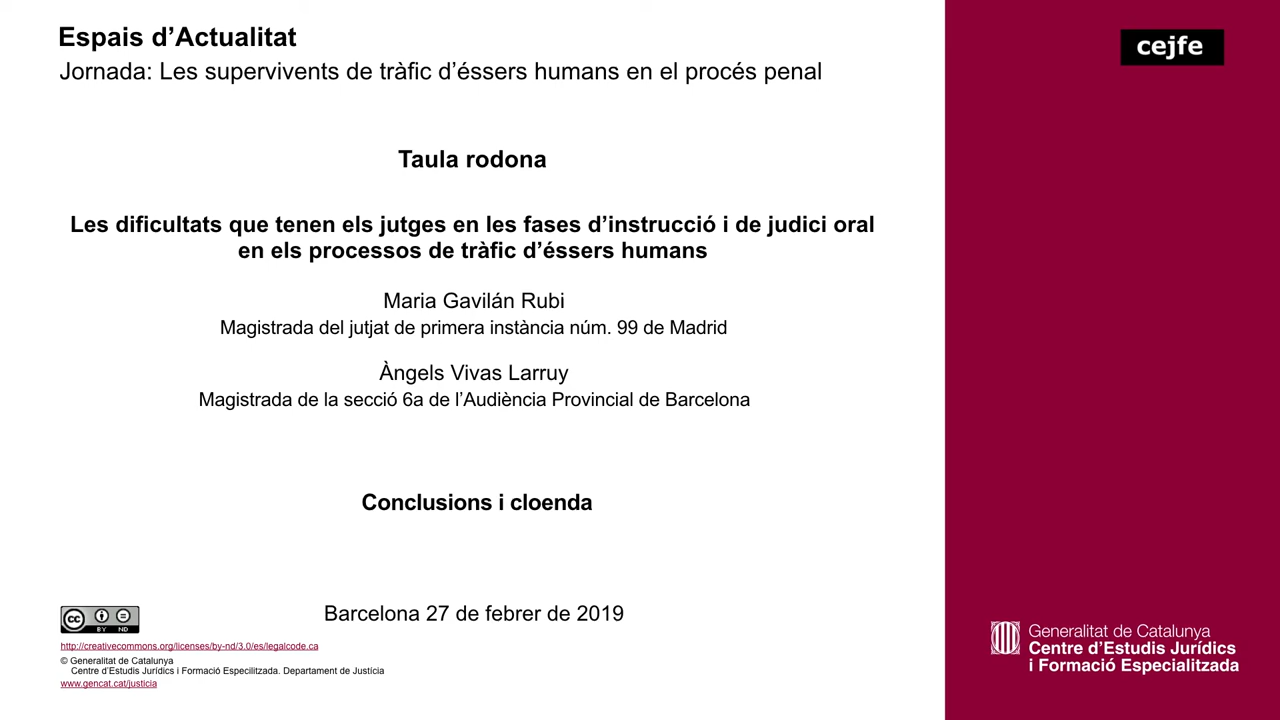 Espais d'Actualitat
Jornada: Les supervivents de tràfic d'éssers humans en el procés penal
cejfe
Taula rodona
Les dificultats que tenen els jutges en les fases d'instrucció i de judici oral
en els processos de tràfic d'éssers humans
Maria Gavilán Rubi
Magistrada del jutjat de primera instància núm. 99 de Madrid
Àngels Vivas Larruy
Magistrada de la secció 6a de l'Audiència Provincial de Barcelona
Conclusions i cloenda
Barcelona 27 de febrer de 2019
cc BY ND
http://creativecommons.org/licenses/by-nd/3.0/es/legalcode.ca
© Generalitat de Catalunya
Centre d'Estudis Jurídics i Formació Especilitzada. Departament de Justícia
www.gencat.cat/justicia
Generalitat de Catalunya
Centre d'Estudis Jurídics
i Formació Especialitzada